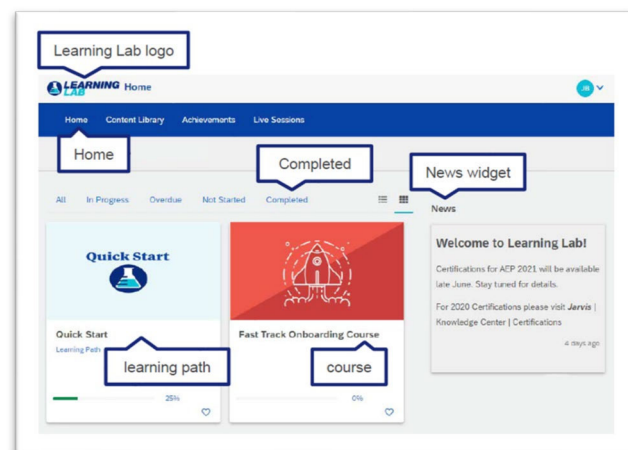 Learning Lab logo
LEARNING LAB Home
JB
Home Content Library Achievements Live Sessions
Home
Completed
News widget
All In Progress Overdue Not Started Completed
News
Quick Start
Welcome to Learning Lab!
Certifications for AEP 2021 will be available
late June. Stay tuned for details.
For 2020 Certifications please visit Jarvis |
Knowledge Center | Certifications
4 days ago
Quick Start
Learning Path
Fast Track Onboarding Course
learning path
course
25%
0%